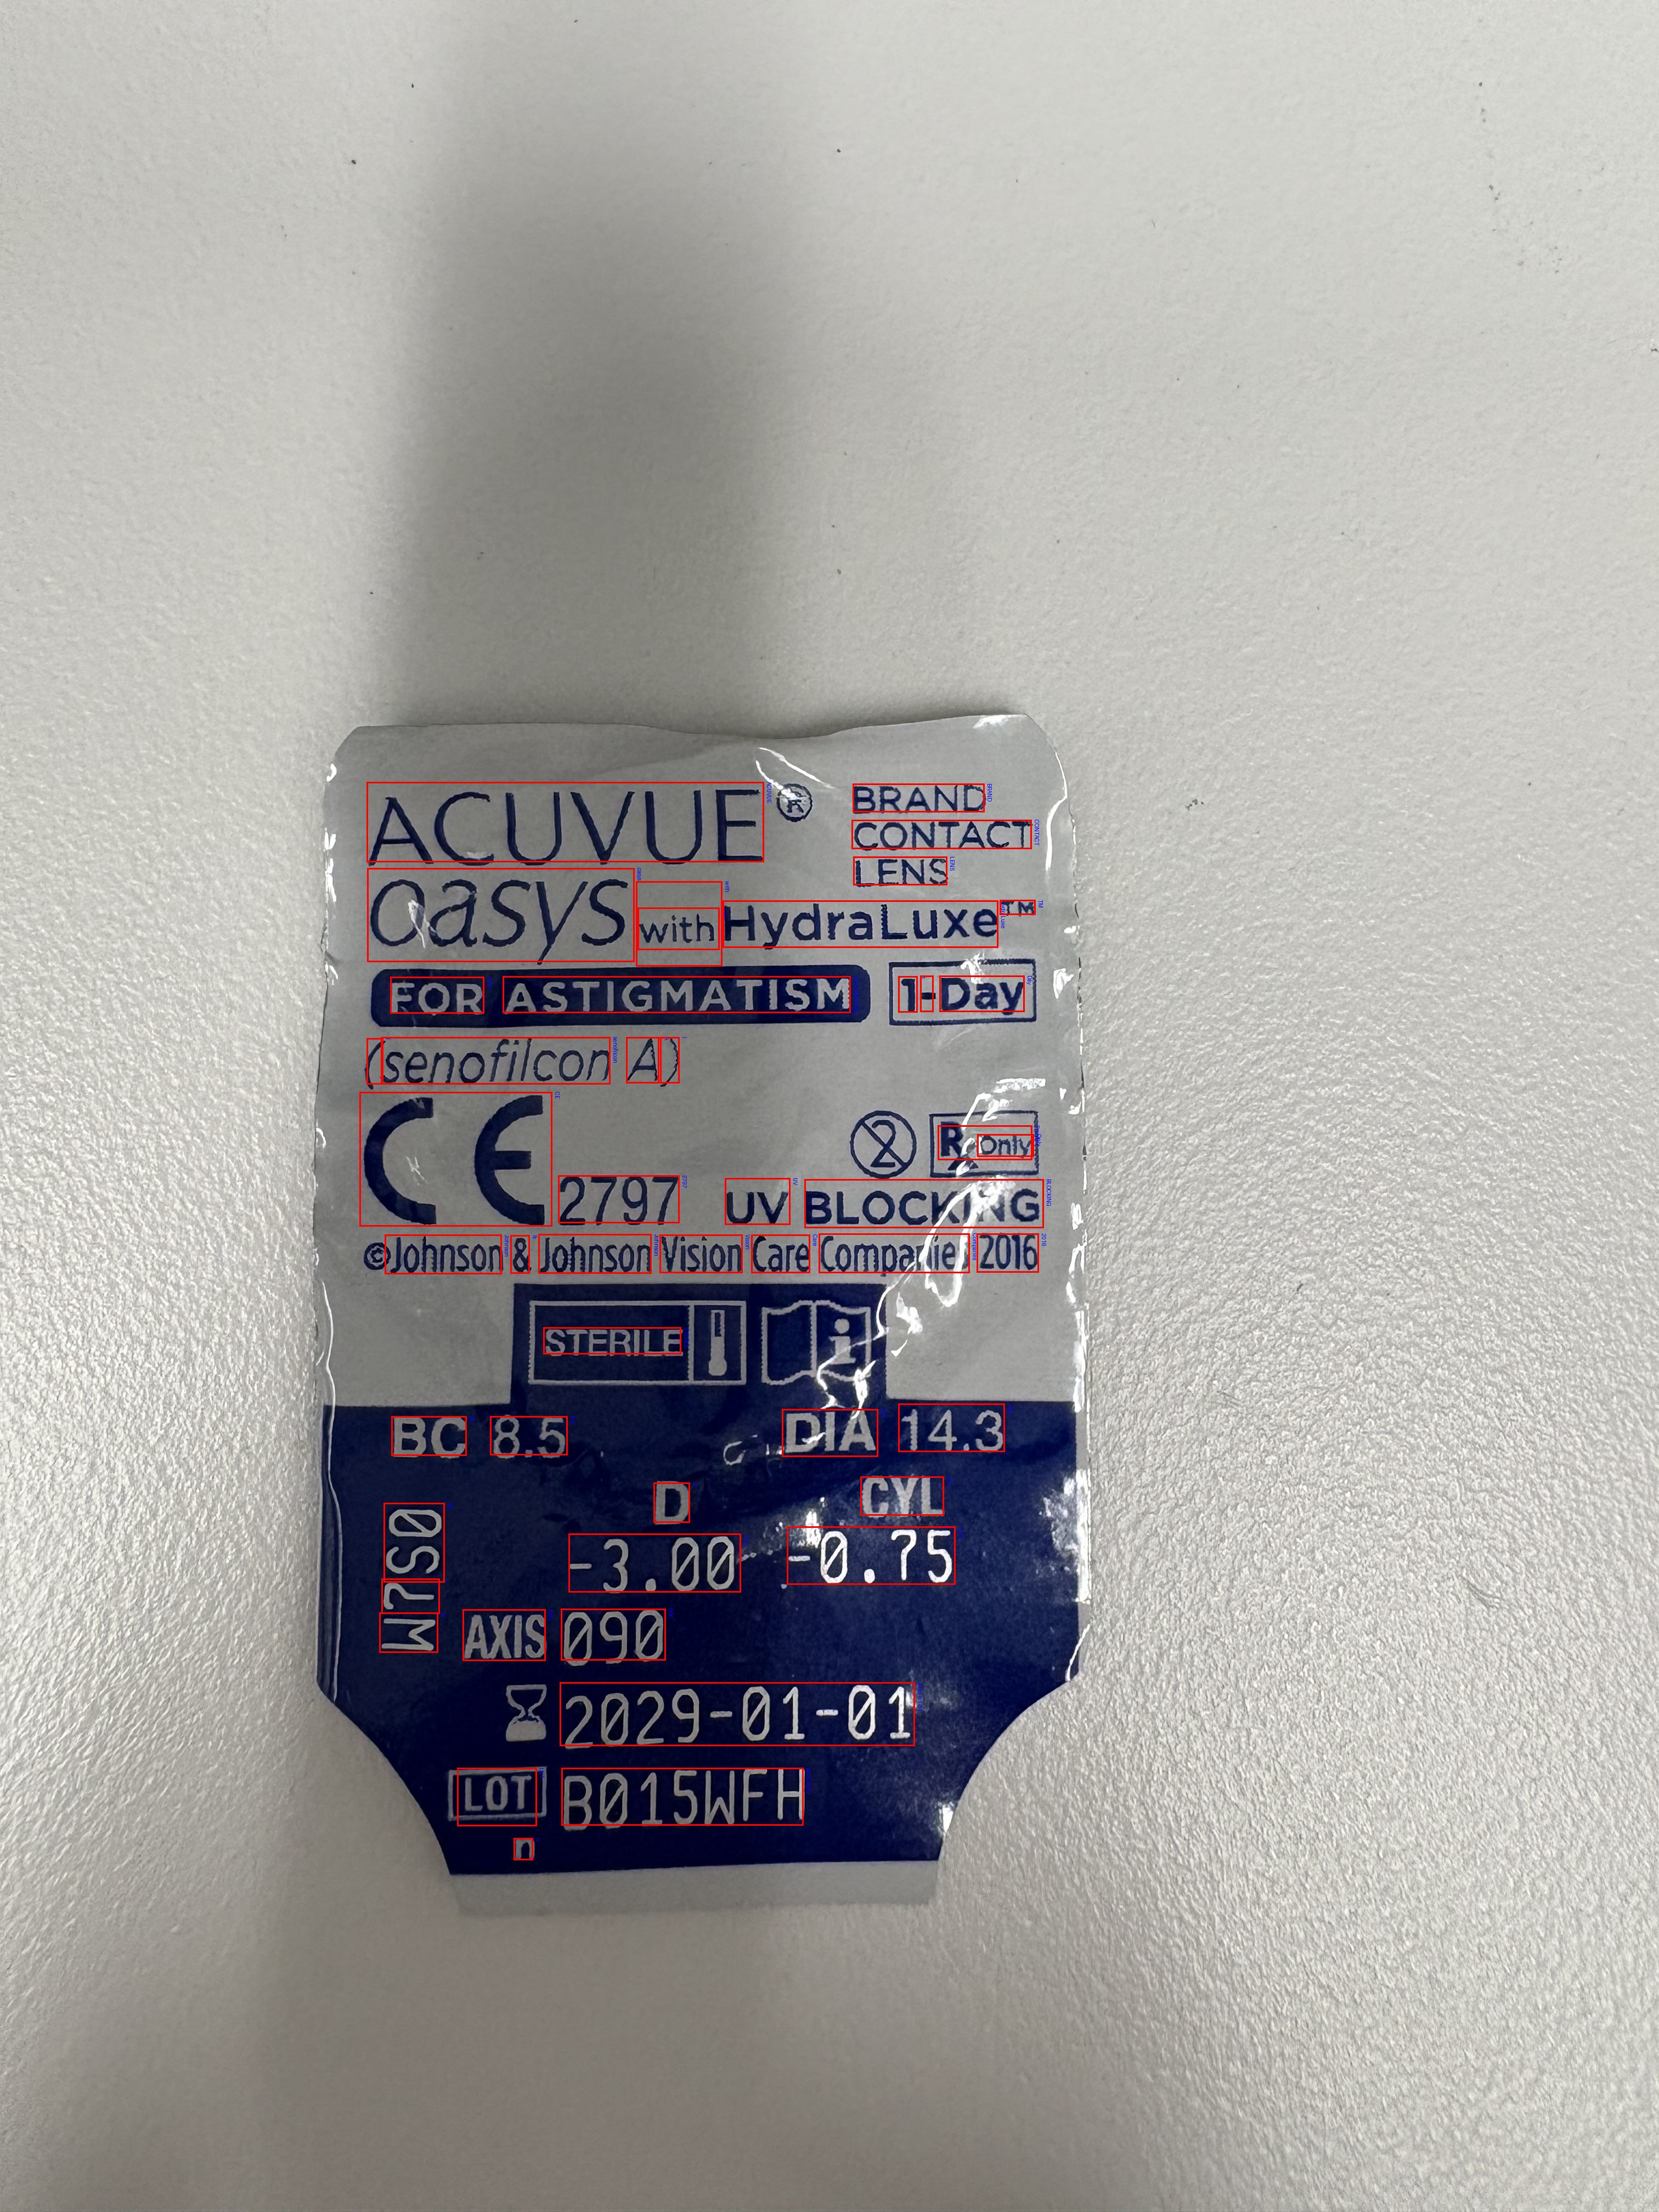 ACUVUE® BRAND
CONTACT
LENS
oasys with HydraLuxe™
FOR ASTIGMATISM 1-Day
(senofilcon A)
CE 2797 2 Rx Only
UV BLOCKING
©Johnson & Johnson Vision Care Companies 2016
STERILE i
BC 8.5 DIA 14.3
D CYL
-3.00 -0.75
W7S0
AXIS 090
2029-01-01
LOT B015WFH
n